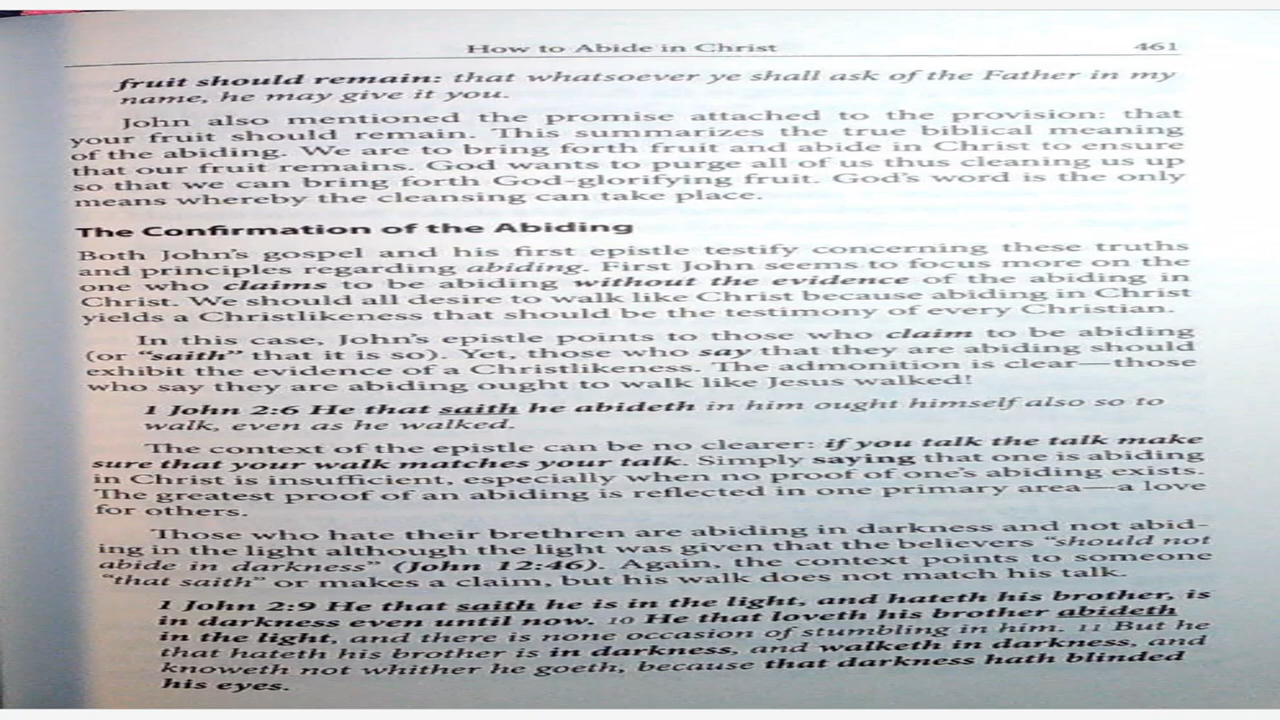 How to Abide in Christ 461
fruit should remain: that whatsoever ye shall ask of the Father in my
name, he may give it you.
John also mentioned the promise attached to the provision: that
your fruit should remain. This summarizes the true biblical meaning
of the abiding. We are to bring forth fruit and abide in Christ to ensure
that our fruit remains. God wants to purge all of us thus cleaning us up
so that we can bring forth God-glorifying fruit. God's word is the only
means whereby the cleansing can take place.
The Confirmation of the Abiding
Both John's gospel and his first epistle testify concerning these truths
and principles regarding abiding. First John seems to focus more on the
one who claims to be abiding without the evidence of the abiding in
Christ. We should all desire to walk like Christ because abiding in Christ
yields a Christlikeness that should be the testimony of every Christian.
In this case, John's epistle points to those who claim to be abiding
(or "saith" that it is so). Yet, those who say that they are abiding should
exhibit the evidence of a Christlikeness. The admonition is clear—those
who say they are abiding ought to walk like Jesus walked!
1 John 2:6 He that saith he abideth in him ought himself also so to
walk, even as he walked.
The context of the epistle can be no clearer: if you talk the talk make
sure that your walk matches your talk. Simply saying that one is abiding
in Christ is insufficient, especially when no proof of one's abiding exists.
The greatest proof of an abiding is reflected in one primary area—a love
for others.
Those who hate their brethren are abiding in darkness and not abid-
ing in the light although the light was given that the believers "should not
abide in darkness" (John 12:46). Again, the context points to someone
"that saith" or makes a claim, but his walk does not match his talk.
1 John 2:9 He that saith he is in the light, and hateth his brother, is
in darkness even until now. 10 He that loveth his brother abideth
in the light, and there is none occasion of stumbling in him. 11 But he
that hateth his brother is in darkness, and walketh in darkness, and
knoweth not whither he goeth, because that darkness hath blinded
his eyes.